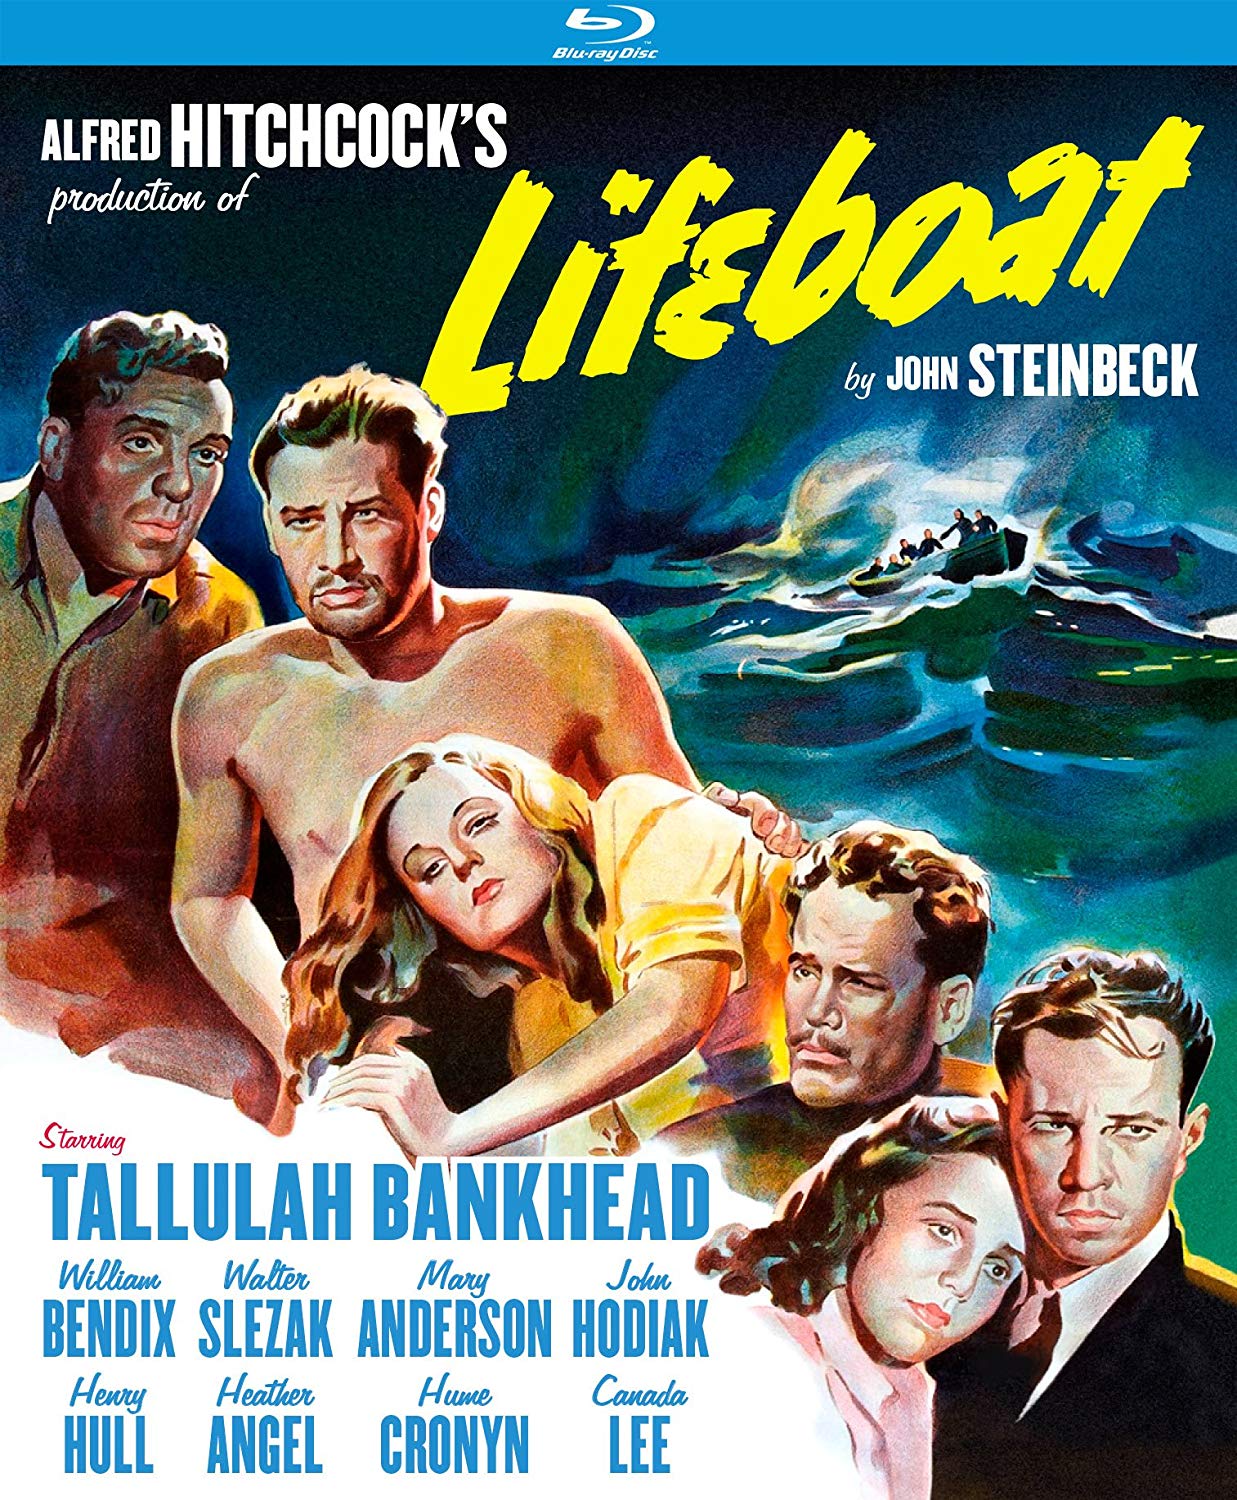 Blu-ray Disc™
ALFRED HITCHCOCK'S
production of
Lifeboat
by JOHN STEINBECK
Starring
TALLULAH BANKHEAD
William BENDIX
Walter SLEZAK
Mary ANDERSON
John HODIAK
Henry HULL
Heather ANGEL
Hume CRONYN
Canada LEE